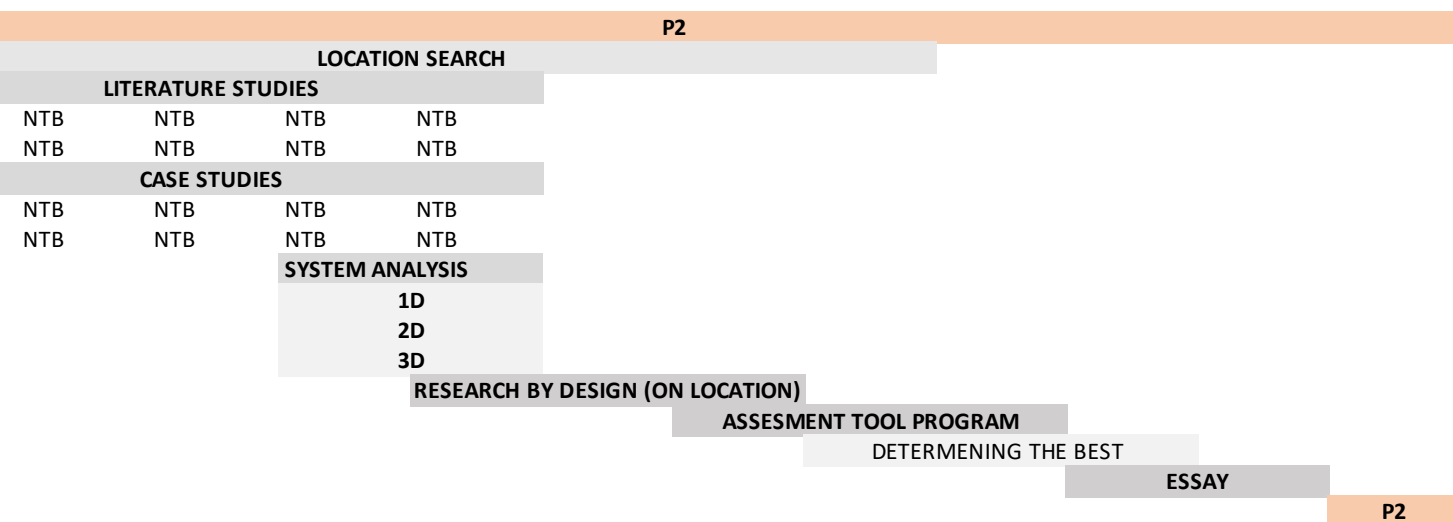 P2
LOCATION SEARCH
LITERATURE STUDIES
NTB NTB NTB NTB
NTB NTB NTB NTB
CASE STUDIES
NTB NTB NTB NTB
NTB NTB NTB NTB
SYSTEM ANALYSIS
1D
2D
3D
RESEARCH BY DESIGN (ON LOCATION)
ASSESMENT TOOL PROGRAM
DETERMENING THE BEST
ESSAY
P2